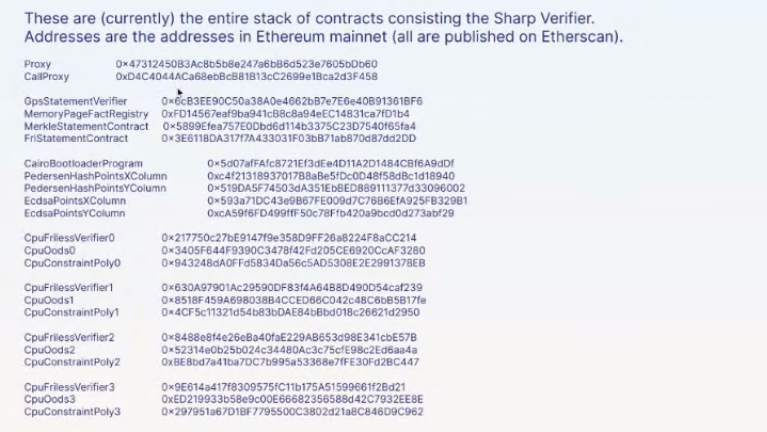 These are (currently) the entire stack of contracts consisting the Sharp Verifier.
Addresses are the addresses in Ethereum mainnet (all are published on Etherscan).
Proxy 0x47312450B3Ac8b5b8e247a6bB6d523e7605bDb60
CallProxy 0xD4C4044ACa68ebBcB81B13cC2699e1Bca2d3F458
GpsStatementVerifier 0x6cB3EE90C50a38A0e4662bB7e7E6e40B91361BF6
MemoryPageFactRegistry 0xFD14567eaf9ba941cB8c8a94eEC14831ca7fD1b4
MerkleStatementContract 0x5899Efea757E0Dbd6d114b3375C23D7540f65fa4
FriStatementContract 0x3E6118DA317f7A433031F03bB71ab870d87dd2DD
CairoBootloaderProgram 0x5d07afFAfc8721Ef3dEe4D11A2D1484CBf6A9dDf
PedersenHashPointsXColumn 0xc4f21318937017B8aBe5fDc0D48f58dBc1d18940
PedersenHashPointsYColumn 0x519DA5F74503dA351EbBED889111377d33096002
EcdsaPointsXColumn 0x593a71DC43e9B67FE009d7C76B6EfA925FB329B1
EcdsaPointsYColumn 0xcA59f6FD499ffF50c78Ffb420a9bcd0d273abf29
CpuFrilessVerifier0 0x217750c27bE9147f9e358D9FF26a8224F8aCC214
CpuOods0 0x3405F644F9390C3478f42Fd205CE6920CcAF3280
CpuConstraintPoly0 0x943248dA0FFd5834Da56c5AD5308E2E2991378EB
CpuFrilessVerifier1 0x630A97901Ac29590DF83f4A64B8D490D54caf239
CpuOods1 0x8518F459A698038B4CCED66C042c48C6bB5B17fe
CpuConstraintPoly1 0x4CF5c11321d54b83bDAE84bBbd018c26621d2950
CpuFrilessVerifier2 0x8488e8f4e26eBa40faE229AB653d98E341cbE57B
CpuOods2 0x52314e0b25b024c34480Ac3c75cfE98c2Ed6aa4a
CpuConstraintPoly2 0xBE8bd7a41ba7DC7b995a53368e7fFE30Fd2BC447
CpuFrilessVerifier3 0x9E614a417f8309575fC11b175A51599661f2Bd21
CpuOods3 0xED219933b58e9c00E66682356588d42C7932EE8E
CpuConstraintPoly3 0x297951a67D1BF7795500C3802d21a8C846D9C962